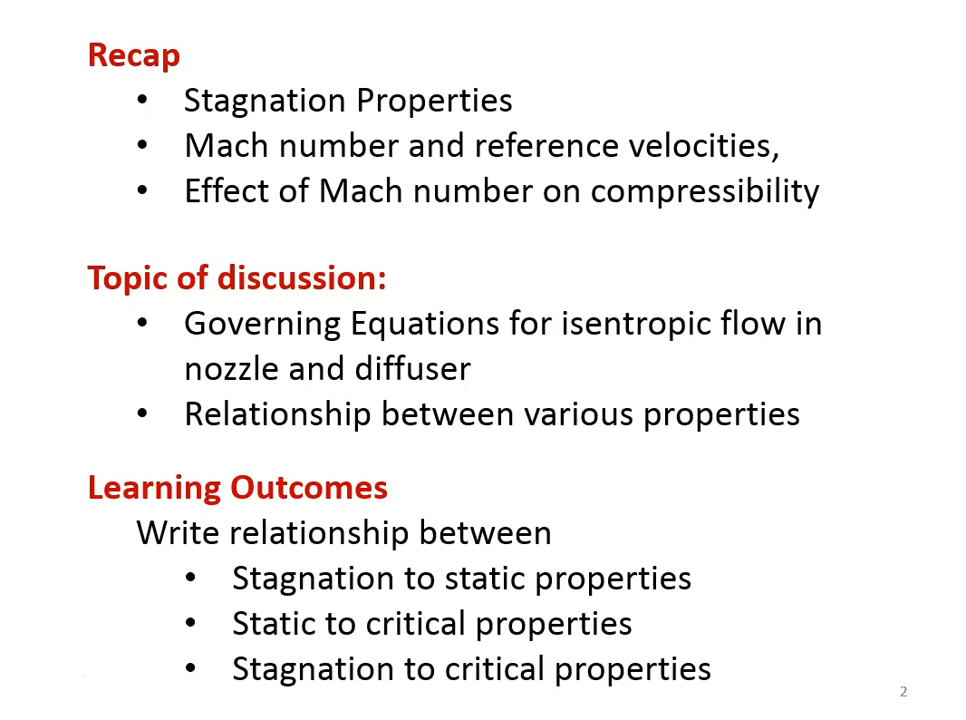 Recap
• Stagnation Properties
• Mach number and reference velocities,
• Effect of Mach number on compressibility
Topic of discussion:
• Governing Equations for isentropic flow in
nozzle and diffuser
• Relationship between various properties
Learning Outcomes
Write relationship between
• Stagnation to static properties
• Static to critical properties
• Stagnation to critical properties
2